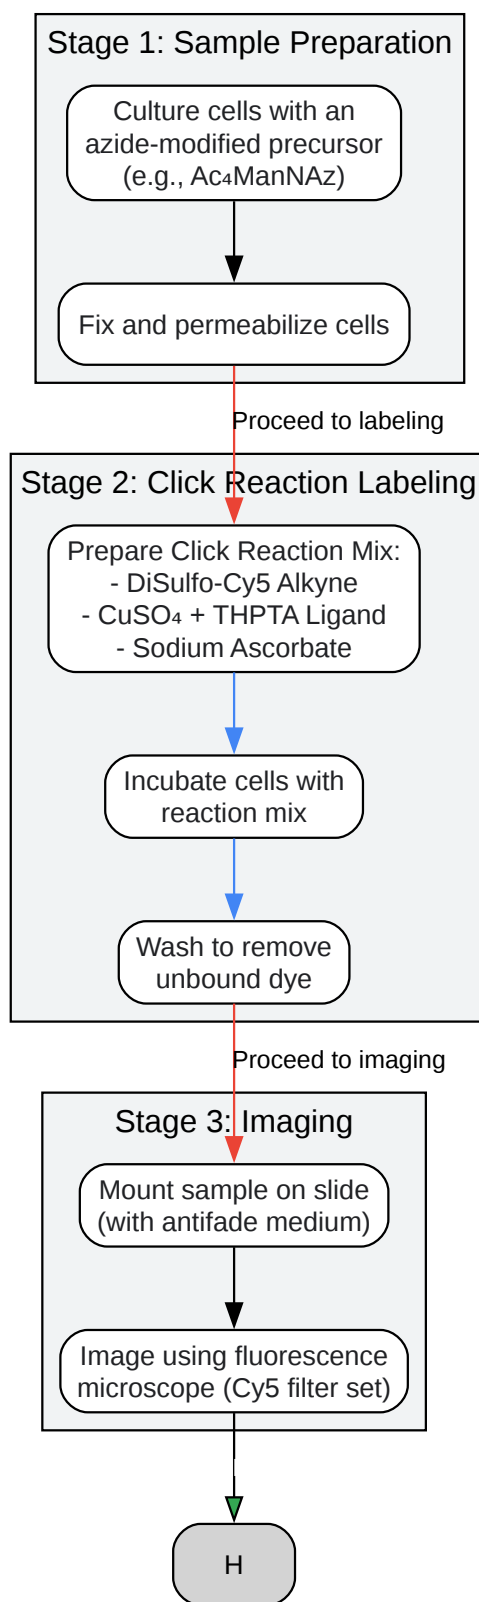 Stage 1: Sample Preparation
Culture cells with an
azide-modified precursor
(e.g., Ac₄ManNAz)
Fix and permeabilize cells
Proceed to labeling
Stage 2: Click Reaction Labeling
Prepare Click Reaction Mix:
- DiSulfo-Cy5 Alkyne
- CuSO₄ + THPTA Ligand
- Sodium Ascorbate
Incubate cells with
reaction mix
Wash to remove
unbound dye
Proceed to imaging
Stage 3: Imaging
Mount sample on slide
(with antifade medium)
Image using fluorescence
microscope (Cy5 filter set)
H